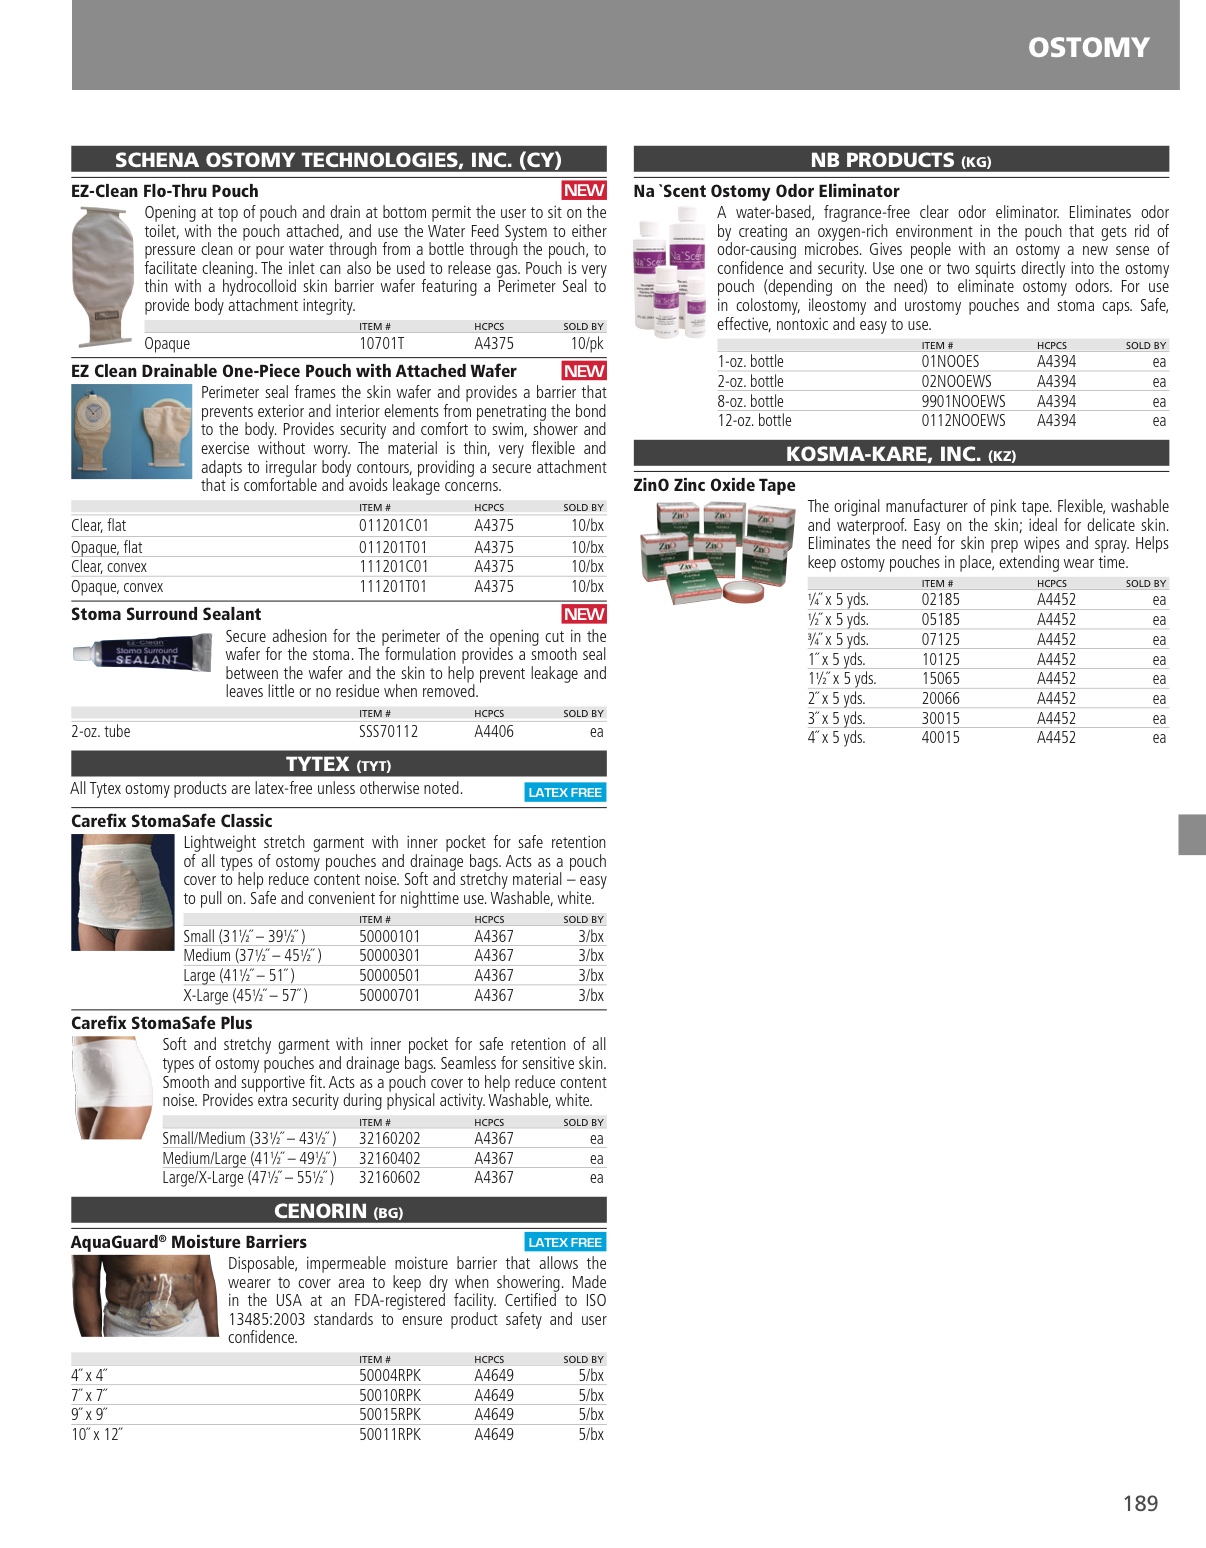 OSTOMY
SCHENA OSTOMY TECHNOLOGIES, INC. (CY)
EZ-Clean Flo-Thru Pouch NEW
Opening at top of pouch and drain at bottom permit the user to sit on the
toilet, with the pouch attached, and use the Water Feed System to either
pressure clean or pour water through from a bottle through the pouch, to
facilitate cleaning. The inlet can also be used to release gas. Pouch is very
thin with a hydrocolloid skin barrier wafer featuring a Perimeter Seal to
provide body attachment integrity.
ITEM # HCPCS SOLD BY
Opaque 10701T A4375 10/pk
EZ Clean Drainable One-Piece Pouch with Attached Wafer NEW
Perimeter seal frames the skin wafer and provides a barrier that
prevents exterior and interior elements from penetrating the bond
to the body. Provides security and comfort to swim, shower and
exercise without worry. The material is thin, very flexible and
adapts to irregular body contours, providing a secure attachment
that is comfortable and avoids leakage concerns.
ITEM # HCPCS SOLD BY
Clear, flat 011201C01 A4375 10/bx
Opaque, flat 011201T01 A4375 10/bx
Clear, convex 111201C01 A4375 10/bx
Opaque, convex 111201T01 A4375 10/bx
Stoma Surround Sealant NEW
EZ-Clean
Stoma Surround
SEALANT
Secure adhesion for the perimeter of the opening cut in the
wafer for the stoma. The formulation provides a smooth seal
between the wafer and the skin to help prevent leakage and
leaves little or no residue when removed.
ITEM # HCPCS SOLD BY
2-oz. tube SSS70112 A4406 ea
TYTEX (TYT)
All Tytex ostomy products are latex-free unless otherwise noted. LATEX FREE
Carefix StomaSafe Classic
Lightweight stretch garment with inner pocket for safe retention
of all types of ostomy pouches and drainage bags. Acts as a pouch
cover to help reduce content noise. Soft and stretchy material – easy
to pull on. Safe and convenient for nighttime use. Washable, white.
ITEM # HCPCS SOLD BY
Small (31½˝ – 39½˝ ) 50000101 A4367 3/bx
Medium (37½˝ – 45½˝ ) 50000301 A4367 3/bx
Large (41½˝ – 51˝ ) 50000501 A4367 3/bx
X-Large (45½˝ – 57˝ ) 50000701 A4367 3/bx
Carefix StomaSafe Plus
Soft and stretchy garment with inner pocket for safe retention of all
types of ostomy pouches and drainage bags. Seamless for sensitive skin.
Smooth and supportive fit. Acts as a pouch cover to help reduce content
noise. Provides extra security during physical activity. Washable, white.
ITEM # HCPCS SOLD BY
Small/Medium (33½˝ – 43½˝ ) 32160202 A4367 ea
Medium/Large (41½˝ – 49½˝ ) 32160402 A4367 ea
Large/X-Large (47½˝ – 55½˝ ) 32160602 A4367 ea
CENORIN (BG)
AquaGuard® Moisture Barriers LATEX FREE
Disposable, impermeable moisture barrier that allows the
wearer to cover area to keep dry when showering. Made
in the USA at an FDA-registered facility. Certified to ISO
13485:2003 standards to ensure product safety and user
confidence.
ITEM # HCPCS SOLD BY
4˝ x 4˝ 50004RPK A4649 5/bx
7˝ x 7˝ 50010RPK A4649 5/bx
9˝ x 9˝ 50015RPK A4649 5/bx
10˝ x 12˝ 50011RPK A4649 5/bx
NB PRODUCTS (KG)
Na `Scent Ostomy Odor Eliminator
A water-based, fragrance-free clear odor eliminator. Eliminates odor
by creating an oxygen-rich environment in the pouch that gets rid of
odor-causing microbes. Gives people with an ostomy a new sense of
confidence and security. Use one or two squirts directly into the ostomy
pouch (depending on the need) to eliminate ostomy odors. For use
in colostomy, ileostomy and urostomy pouches and stoma caps. Safe,
effective, nontoxic and easy to use.
ITEM # HCPCS SOLD BY
1-oz. bottle 01NOOES A4394 ea
2-oz. bottle 02NOOEWS A4394 ea
8-oz. bottle 9901NOOEWS A4394 ea
12-oz. bottle 0112NOOEWS A4394 ea
KOSMA-KARE, INC. (KZ)
ZinO Zinc Oxide Tape
ZinO
The original manufacturer of pink tape. Flexible, washable
and waterproof. Easy on the skin; ideal for delicate skin.
Eliminates the need for skin prep wipes and spray. Helps
keep ostomy pouches in place, extending wear time.
ITEM # HCPCS SOLD BY
¼˝ x 5 yds. 02185 A4452 ea
½˝ x 5 yds. 05185 A4452 ea
¾˝ x 5 yds. 07125 A4452 ea
1˝ x 5 yds. 10125 A4452 ea
1½˝ x 5 yds. 15065 A4452 ea
2˝ x 5 yds. 20066 A4452 ea
3˝ x 5 yds. 30015 A4452 ea
4˝ x 5 yds. 40015 A4452 ea
189